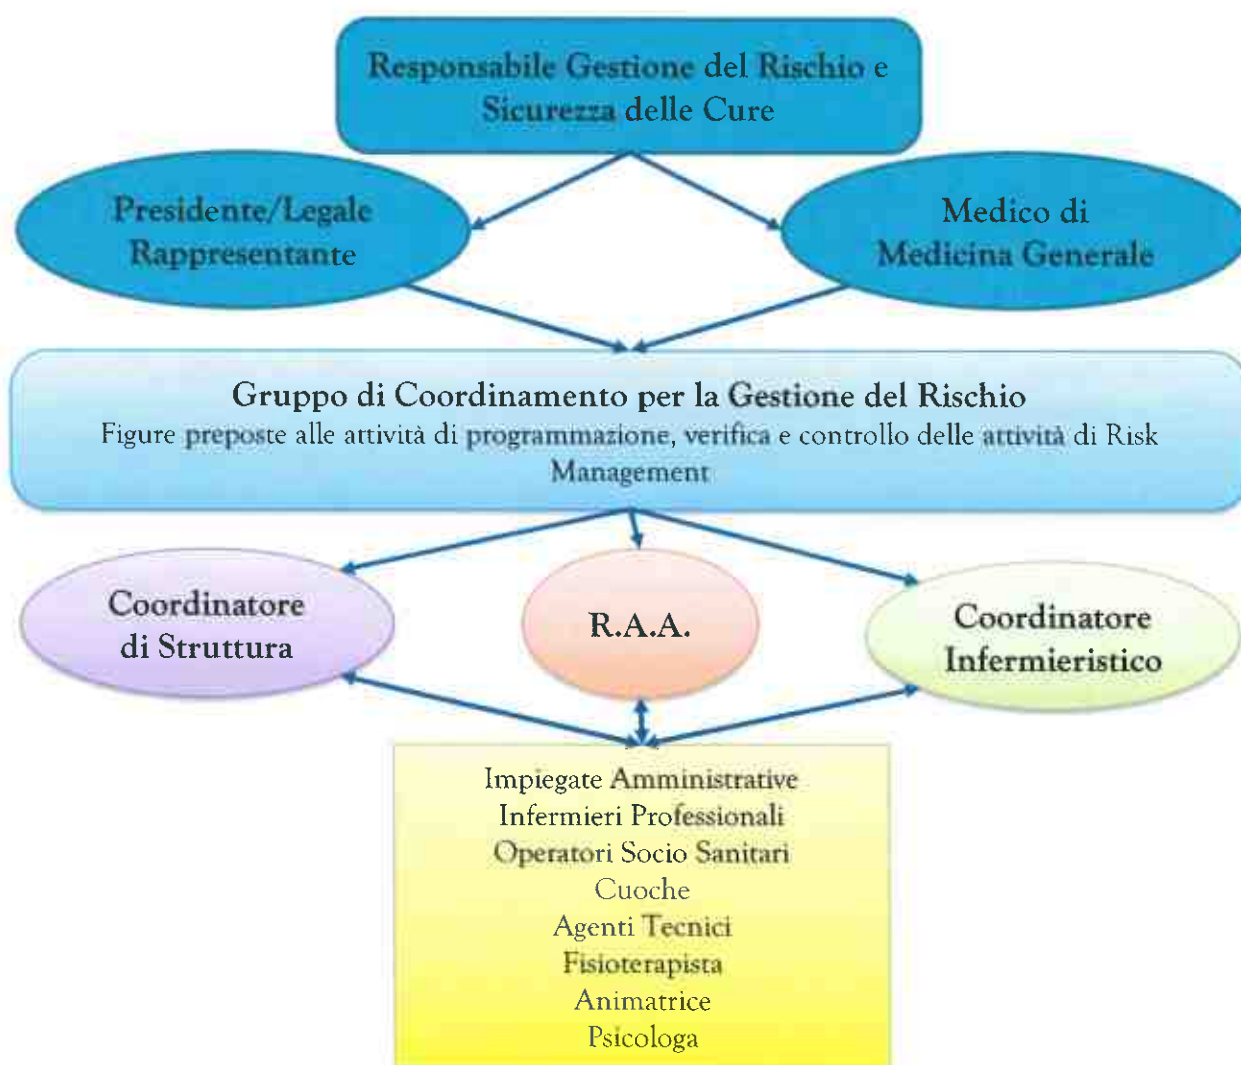 Responsabile Gestione del Rischio e
Sicurezza delle Cure
Presidente/Legale
Rappresentante
Medico di
Medicina Generale
Gruppo di Coordinamento per la Gestione del Rischio
Figure preposte alle attività di programmazione, verifica e controllo delle attività di Risk
Management
Coordinatore
di Struttura
R.A.A.
Coordinatore
Infermieristico
Impiegate Amministrative
Infermieri Professionali
Operatori Socio Sanitari
Cuoche
Agenti Tecnici
Fisioterapista
Animatrice
Psicologa